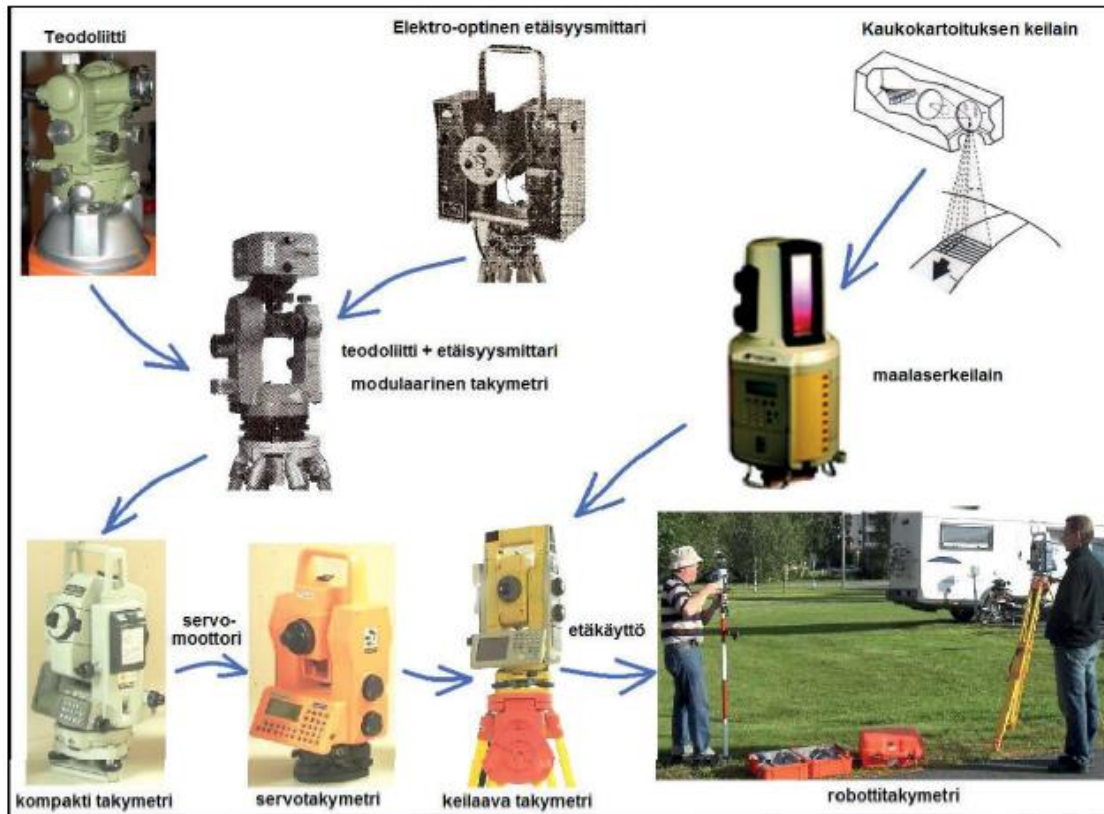 Teodoliitti
Elektro-optinen etäisyysmittari
Kaukokartoituksen keilain
teodoliitti + etäisyysmittari
modulaarinen takymetri
maalaserkeilain
servo-
moottori
etäkäyttö
kompakti takymetri
servotakymetri
keilaava takymetri
robottitakymetri